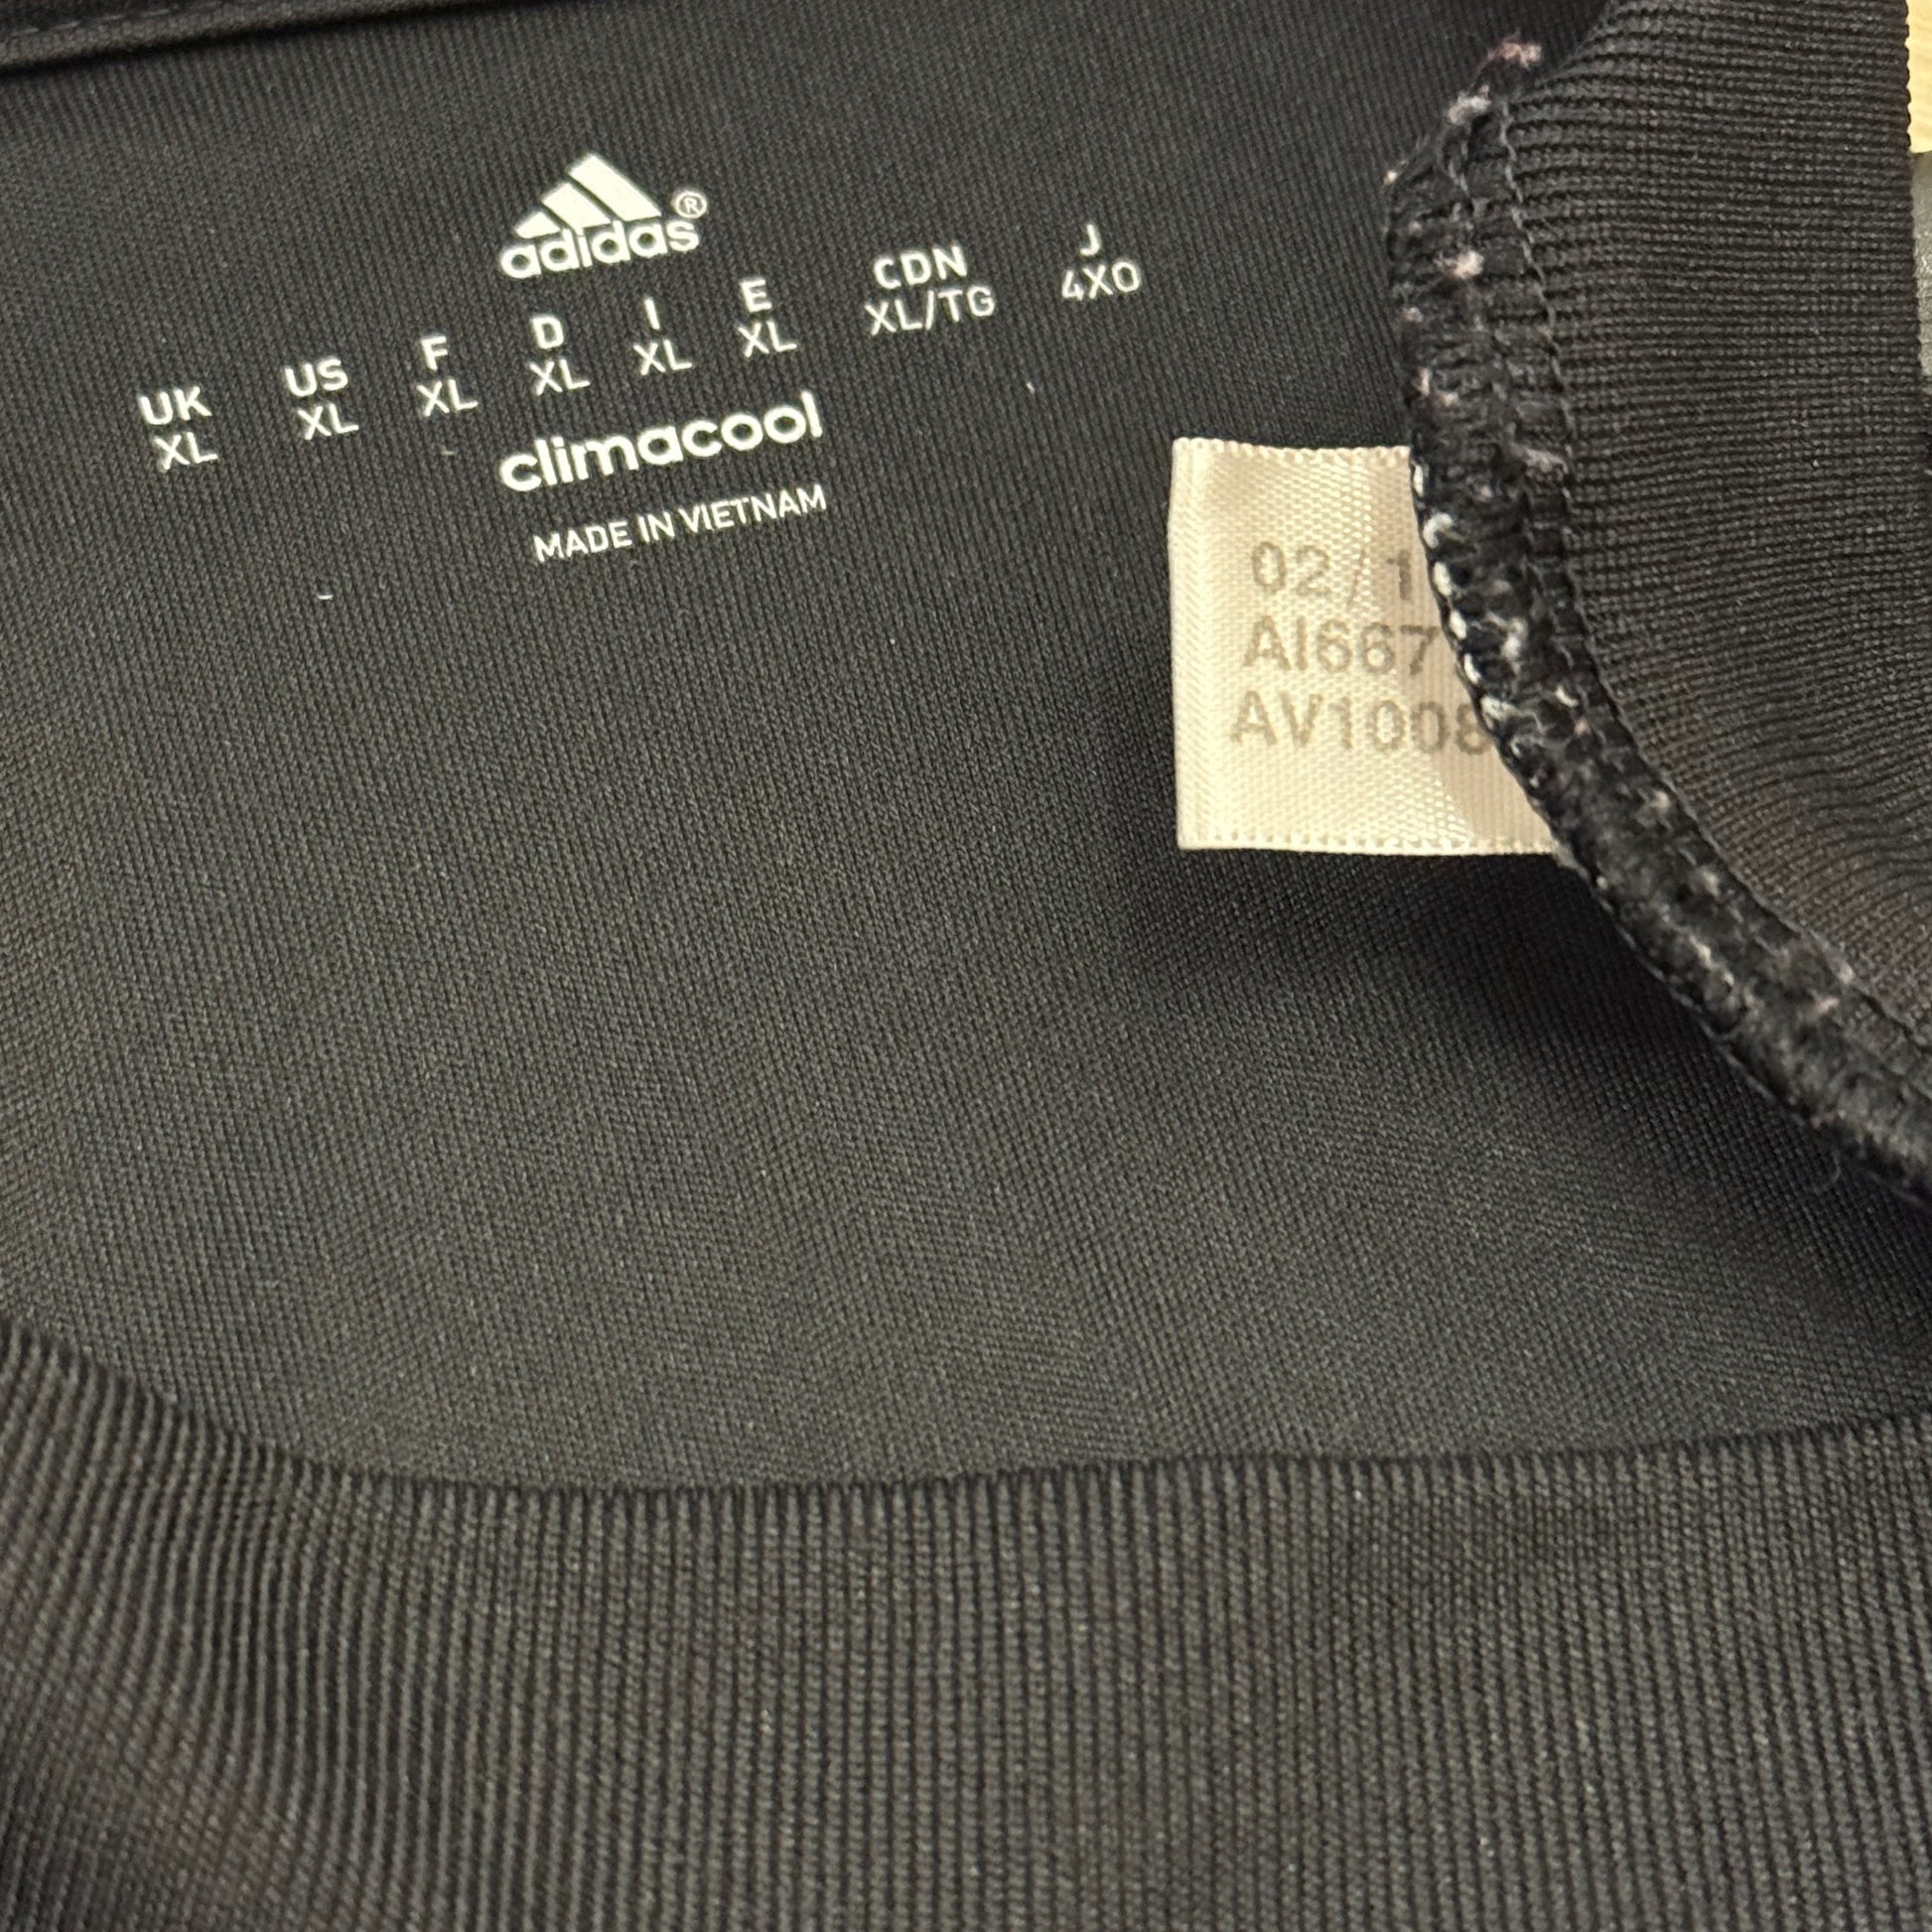 adidas®
UK US F D I E CDN J
XL XL XL XL XL XL XL/TG 4XO
climacool
MADE IN VIETNAM
02/1
AI667
AV1008